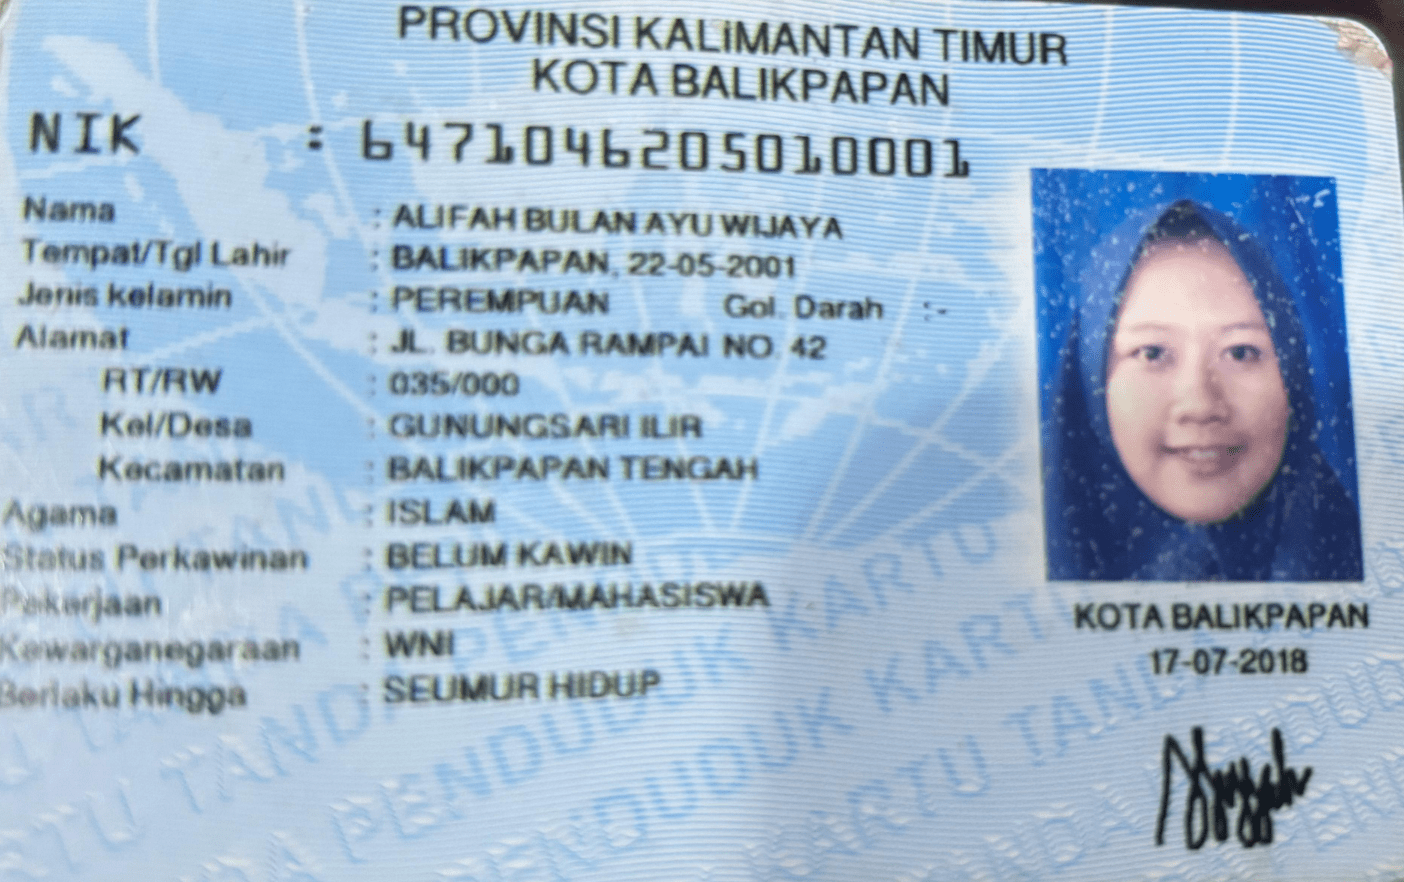 PROVINSI KALIMANTAN TIMUR
KOTA BALIKPAPAN
NIK : 6471046205010001
Nama : ALIFAH BULAN AYU WIJAYA
Tempat/Tgl Lahir : BALIKPAPAN, 22-05-2001
Jenis kelamin : PEREMPUAN Gol. Darah :-
Alamat : JL. BUNGA RAMPAI NO. 42
RT/RW : 035/000
Kel/Desa : GUNUNGSARI ILIR
Kecamatan : BALIKPAPAN TENGAH
Agama : ISLAM
Status Perkawinan : BELUM KAWIN
Pekerjaan : PELAJAR/MAHASISWA
Kewarganegaraan : WNI
Berlaku Hingga : SEUMUR HIDUP
KOTA BALIKPAPAN
17-07-2018